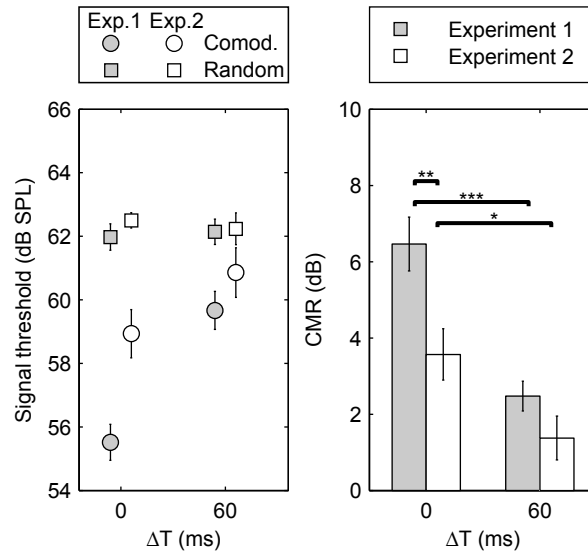 Exp.1 Exp.2
Comod.
Random
Experiment 1
Experiment 2
Signal threshold (dB SPL)
66
64
62
60
58
56
54
0
60
ΔT (ms)
CMR (dB)
10
8
6
4
2
0
**
***
*
0
60
ΔT (ms)